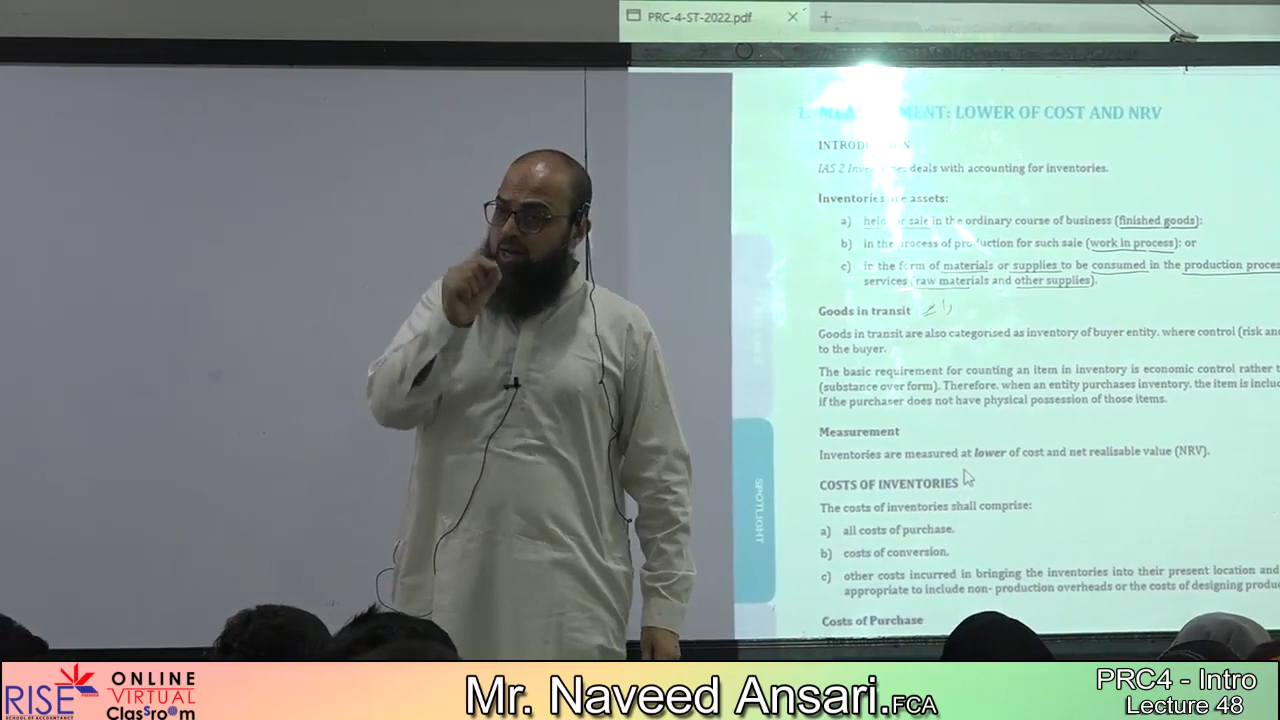 PRC-4-ST-2022.pdf
MENT: LOWER OF COST AND NRV
IAS 2 deals with accounting for inventories.
Inventories are assets:
a) held for sale in the ordinary course of business (finished goods);
b) in the process of production for such sale (work in process); or
c) in the form of materials or supplies to be consumed in the production proces
services (raw materials and other supplies).
Goods in transit
Goods in transit are also categorised as inventory of buyer entity, where control (risk and
to the buyer.
The basic requirement for counting an item in inventory is economic control rather t
(substance over form). Therefore, when an entity purchases inventory, the item is inclu
if the purchaser does not have physical possession of those items.
Measurement
Inventories are measured at lower of cost and net realisable value (NRV).
COSTS OF INVENTORIES
The costs of inventories shall comprise:
a) all costs of purchase,
b) costs of conversion,
c) other costs incurred in bringing the inventories into their present location and
appropriate to include non- production overheads or the costs of designing produ
Costs of Purchase
SPOTLIGHT
RISE PREMIER
SCHOOL OF ACCOUNTANCY
ONLINE
VIRTUAL
Classroom
Mr. Naveed Ansari.FCA
PRC4 - Intro
Lecture 48